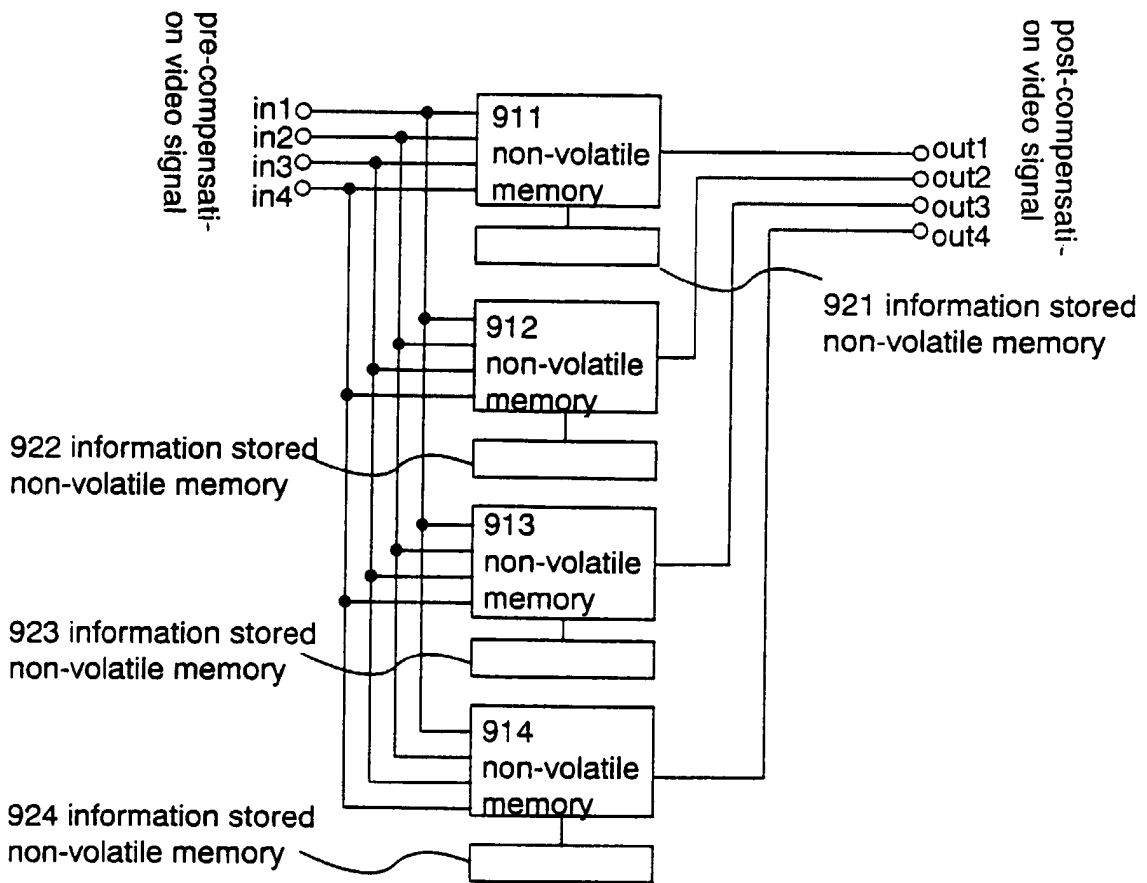 pre-compensati-
on video signal
in1
in2
in3
in4
911
non-volatile
memory
out1
out2
out3
out4
post-compensati-
on video signal
921 information stored
non-volatile memory
912
non-volatile
memory
922 information stored
non-volatile memory
913
non-volatile
memory
923 information stored
non-volatile memory
914
non-volatile
memory
924 information stored
non-volatile memory